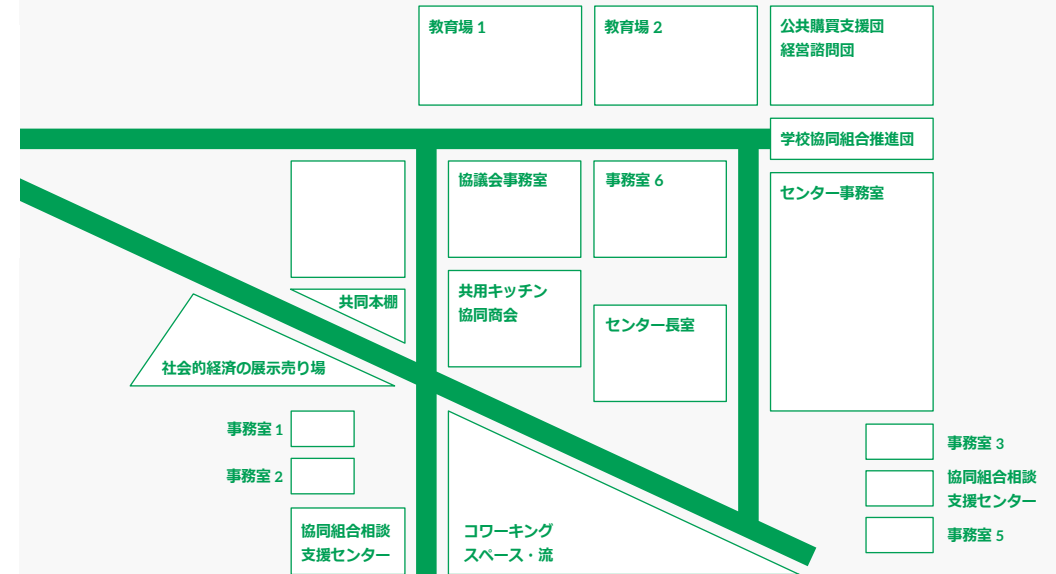 教育場 1
教育場 2
公共購買支援団
経営諮問団
学校協同組合推進団
協議会事務室
事務室 6
センター事務室
共同本棚
共用キッチン
協同商会
センター長室
社会的経済の展示売り場
事務室 1
事務室 2
事務室 3
協同組合相談
支援センター
事務室 5
協同組合相談
支援センター
コワーキング
スペース・流